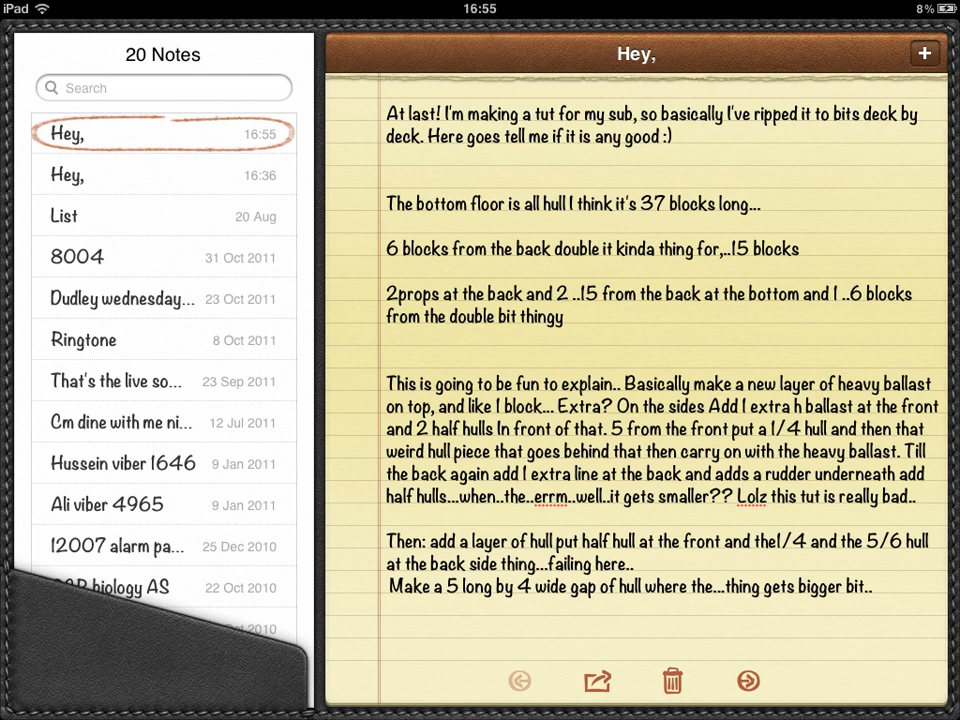 iPad
16:55
8%
20 Notes
Search
Hey, 16:55
Hey, 16:36
List 20 Aug
8004 31 Oct 2011
Dudley wednesday... 23 Oct 2011
Ringtone 8 Oct 2011
That's the live so... 23 Sep 2011
Cm dine with me ni... 12 Jul 2011
Hussein viber 1646 9 Jan 2011
Ali viber 4965 9 Jan 2011
12007 alarm pa... 25 Dec 2010
biology AS 22 Oct 2010
2010
Hey,
+
At last! I'm making a tut for my sub, so basically I've ripped it to bits deck by
deck. Here goes tell me if it is any good :)
The bottom floor is all hull I think it's 37 blocks long...
6 blocks from the back double it kinda thing for,..15 blocks
2props at the back and 2 ..15 from the back at the bottom and 1 ..6 blocks
from the double bit thingy
This is going to be fun to explain.. Basically make a new layer of heavy ballast
on top, and like 1 block... Extra? On the sides Add 1 extra h ballast at the front
and 2 half hulls In front of that. 5 from the front put a 1/4 hull and then that
weird hull piece that goes behind that then carry on with the heavy ballast. Till
the back again add 1 extra line at the back and adds a rudder underneath add
half hulls...when..the..errm..well..it gets smaller?? Lolz this tut is really bad..
Then: add a layer of hull put half hull at the front and the1/4 and the 5/6 hull
at the back side thing...failing here..
Make a 5 long by 4 wide gap of hull where the...thing gets bigger bit..